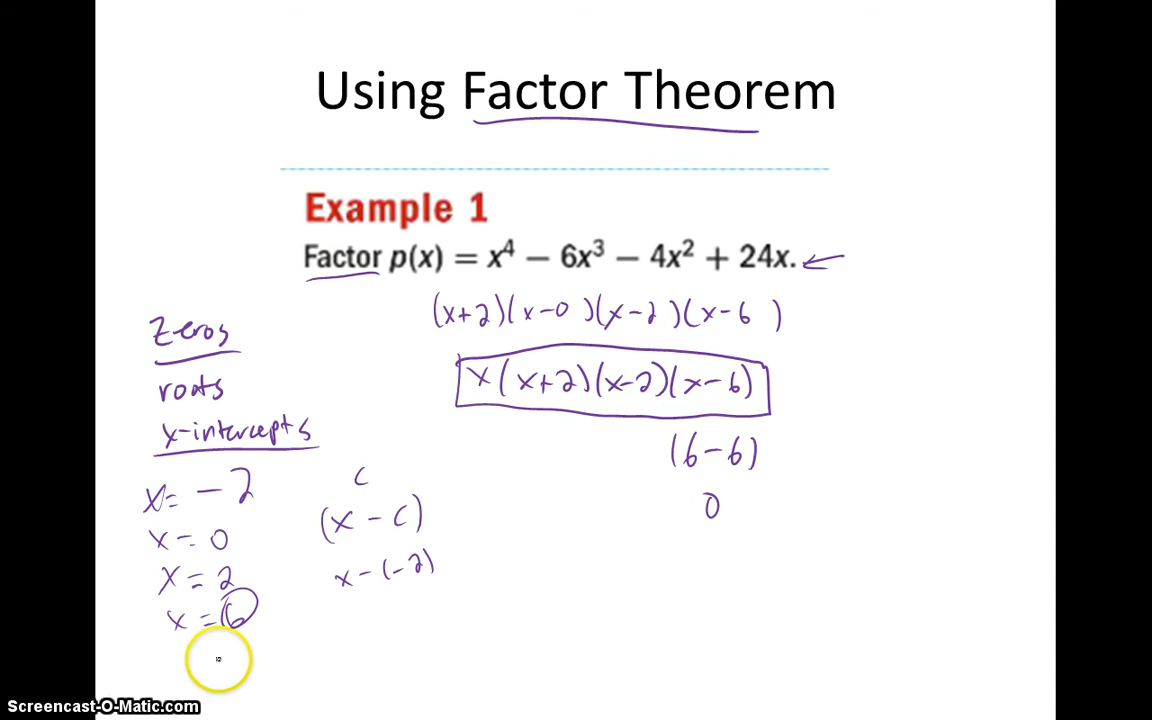 Using Factor Theorem
Example 1
Factor p(x) = x⁴ − 6x³ − 4x² + 24x.
(x+2)(x−0)(x−2)(x−6)
x(x+2)(x−2)(x−6)
(6−6)
0
Zeros
roots
x-intercepts
x = −2
x = 0
x = 2
x = 6
c
(x − c)
x − (−2)
12
Screencast-O-Matic.com